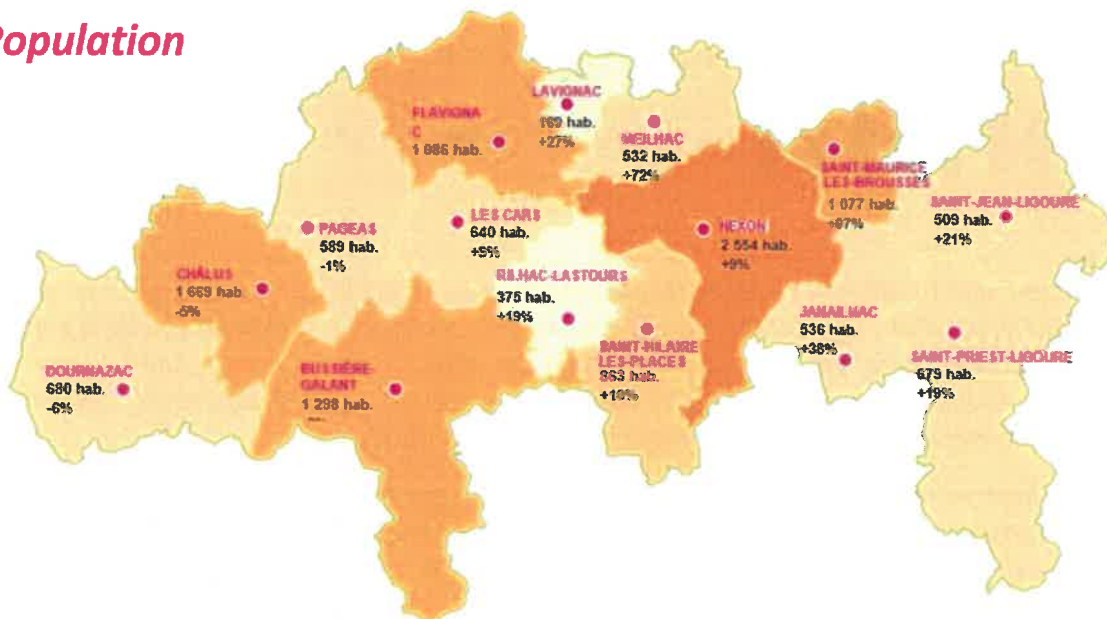 Population
LAVIGNAC
169 hab.
+27%
FLAVIGNA
C
1 086 hab.
MEILHAC
532 hab.
+72%
SAINT-MAURICE
LES-BROUSSES
1 077 hab.
SAINT-JEAN-LIGOURE
509 hab.
+21%
PAGEAS
589 hab.
-1%
LES CARS
640 hab.
+9%
NEXON
2 554 hab.
+9%
CHÂLUS
1 669 hab.
-5%
RILHAC-LASTOURS
375 hab.
+19%
JANAILHAC
536 hab.
+38%
SAINT-HILAIRE
LES-PLACES
863 hab.
SAINT-PRIEST-LIGOURE
679 hab.
+19%
DOURNAZAC
680 hab.
-6%
BUSSIÈRE-
GALANT
1 298 hab.